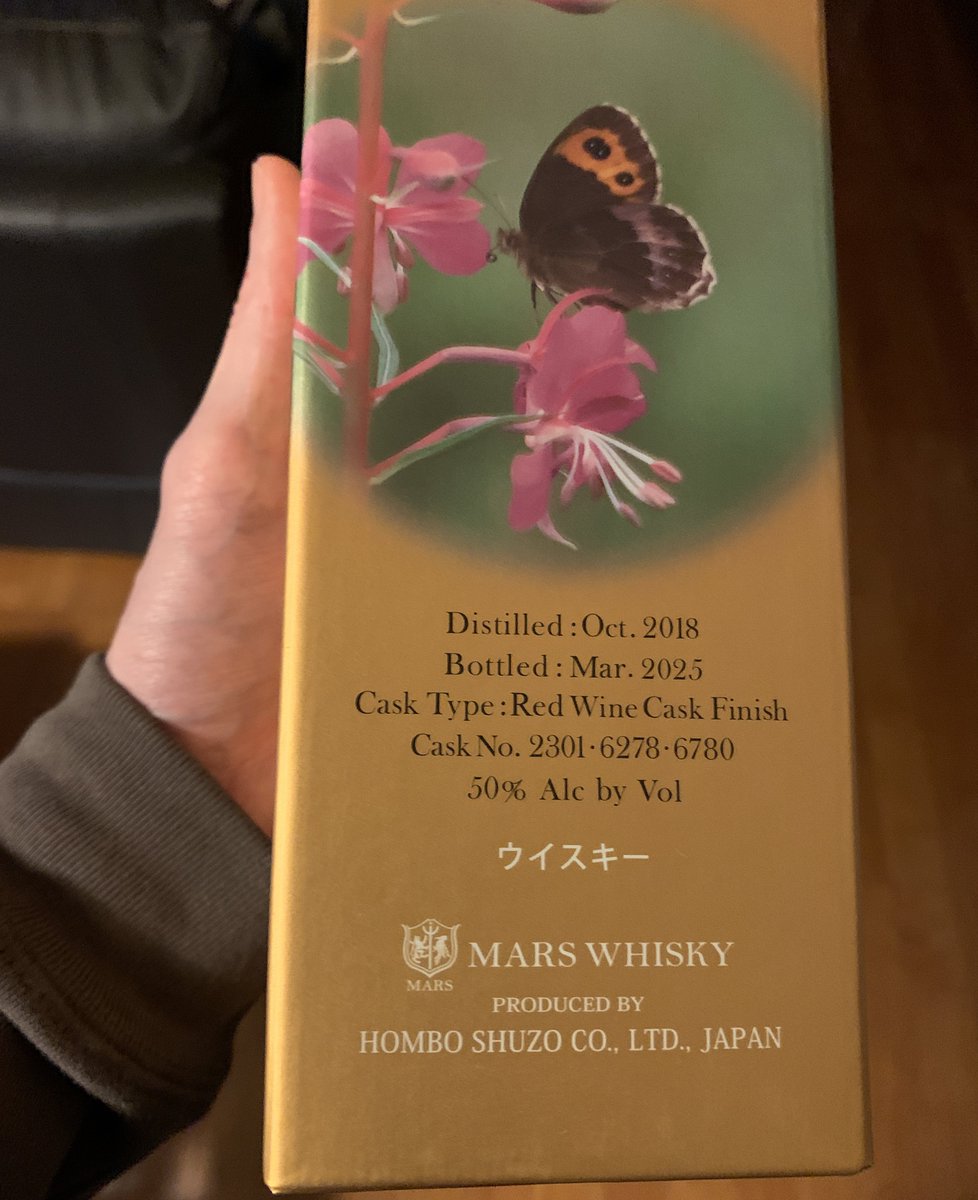 Distilled : Oct. 2018
Bottled : Mar. 2025
Cask Type : Red Wine Cask Finish
Cask No. 2301·6278·6780
50% Alc by Vol
ウイスキー
MARS WHISKY
MARS
PRODUCED BY
HOMBO SHUZO CO., LTD., JAPAN